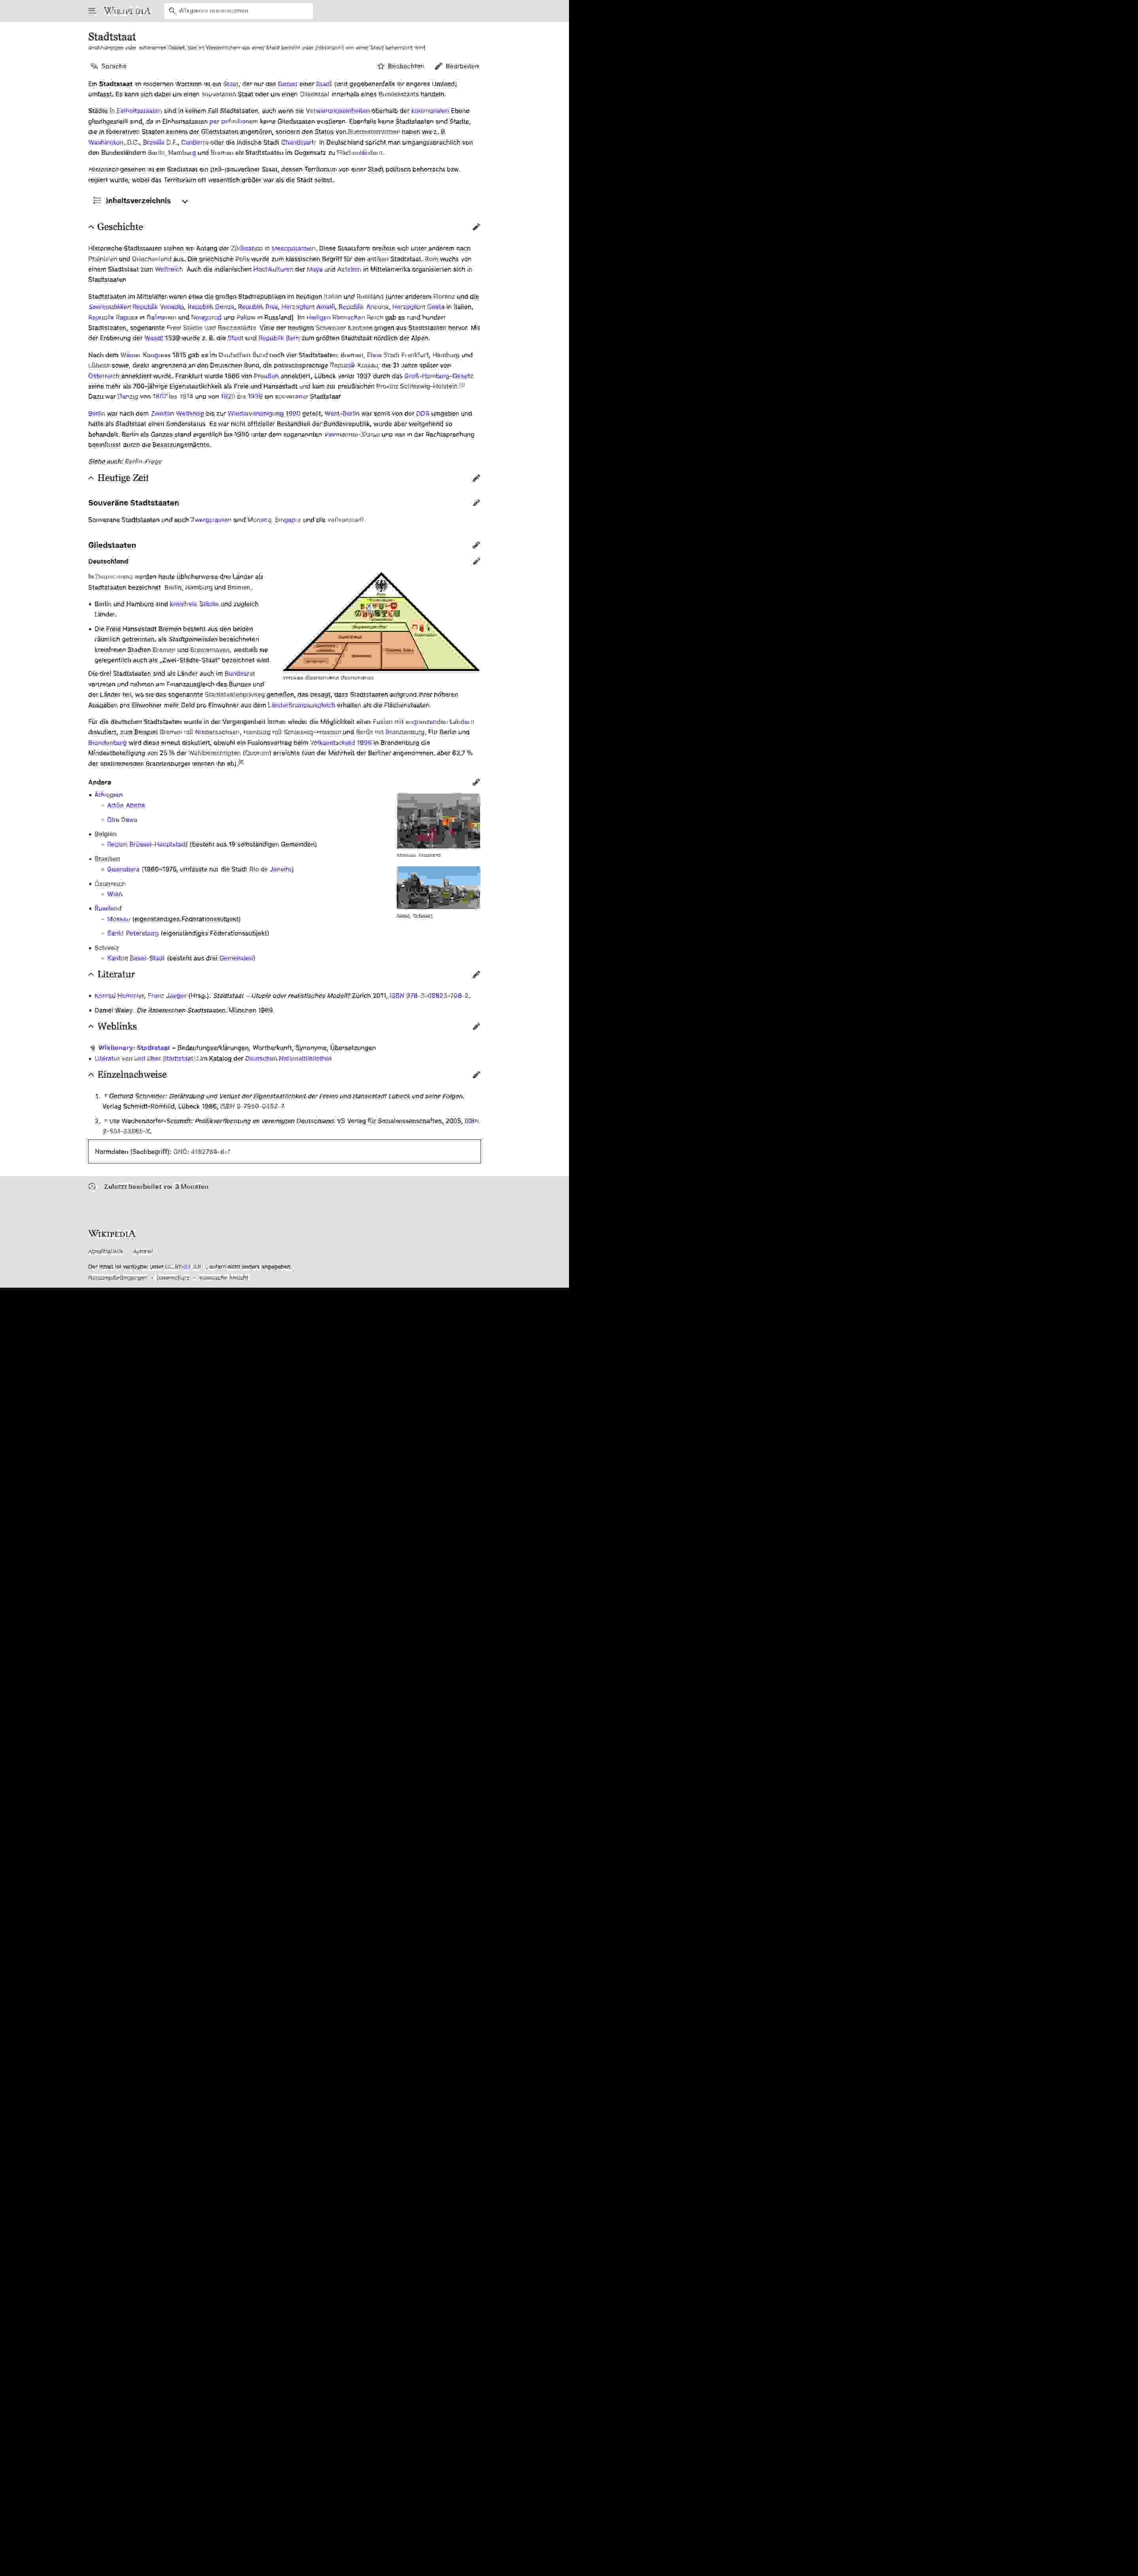 WIKIPEDIA
Stadtstaat
Sprache
Beobachten
Bearbeiten
Ein Stadtstaat im modernen Wortsinn ist ein Staat, der nur das Gebiet einer Stadt (und gegebenenfalls ihr engeres Umland)
umfasst. Es kann sich dabei um einen souveränen Staat oder um einen Gliedstaat innerhalb eines Bundesstaats handeln.
Städte in Einheitsstaaten sind in keinem Fall Stadtstaaten, auch wenn sie Verwaltungseinheiten oberhalb der kommunalen Ebene
gleichgestellt sind, da in Einheitsstaaten per definitionem keine Gliedstaaten existieren. Ebenfalls keine Stadtstaaten sind Städte,
die in föderativen Staaten keinem der Gliedstaaten angehören, sondern den Status von Bundesterritorien haben wie z. B.
Washington, D.C., Brasília D.F., Canberra oder die indische Stadt Chandigarh. In Deutschland spricht man umgangssprachlich von
den Bundesländern Berlin, Hamburg und Bremen als Stadtstaaten im Gegensatz zu Flächenländern.
Historisch gesehen ist ein Stadtstaat ein (teil-)souveräner Staat, dessen Territorium von einer Stadt politisch beherrscht bzw.
regiert wurde, wobei das Territorium oft wesentlich größer war als die Stadt selbst.
Inhaltsverzeichnis
Geschichte
Historische Stadtstaaten stehen am Anfang der Zivilisation in Mesopotamien. Diese Staatsform breitete sich unter anderem nach
Phönizien und Griechenland aus. Die griechische Polis wurde zum klassischen Begriff für den antiken Stadtstaat. Rom wuchs von
einem Stadtstaat zum Weltreich. Auch die indianischen Hochkulturen der Maya und Azteken in Mittelamerika organisierten sich in
Stadtstaaten.
Stadtstaaten im Mittelalter waren etwa die großen Stadtrepubliken im heutigen Italien und Russland (unter anderem Florenz und die
Seerepubliken Republik Venedig, Republik Genua, Republik Pisa, Herzogtum Amalfi, Republik Ancona, Herzogtum Gaeta in Italien,
Republik Ragusa in Dalmatien und Nowgorod und Pskow in Russland). Im Heiligen Römischen Reich gab es rund hundert
Stadtstaaten, sogenannte Freie Städte und Reichsstädte. Viele der heutigen Schweizer Kantone gingen aus Stadtstaaten hervor. Mit
der Eroberung der Waadt 1536 wurde z. B. die Stadt und Republik Bern zum größten Stadtstaat nördlich der Alpen.
Nach dem Wiener Kongress 1815 gab es im Deutschen Bund noch vier Stadtstaaten: Bremen, Freie Stadt Frankfurt, Hamburg und
Lübeck sowie, direkt angrenzend an den Deutschen Bund, die polnischsprachige Republik Krakau, die 31 Jahre später von
Österreich annektiert wurde. Frankfurt wurde 1866 von Preußen annektiert, Lübeck verlor 1937 durch das Groß-Hamburg-Gesetz
seine mehr als 700-jährige Eigenstaatlichkeit als Freie und Hansestadt und kam zur preußischen Provinz Schleswig-Holstein.[1]
Dazu war Danzig von 1807 bis 1814 und von 1920 bis 1939 ein souveräner Stadtstaat.
Berlin war nach dem Zweiten Weltkrieg bis zur Wiedervereinigung 1990 geteilt, West-Berlin war somit von der DDR umgeben und
hatte als Stadtstaat einen Sonderstatus. Es war nicht offizieller Bestandteil der Bundesrepublik, wurde aber weitgehend so
behandelt. Berlin als Ganzes stand eigentlich bis 1990 unter dem sogenannten Viermächte-Status und war in der Rechtsprechung
beeinflusst durch die Besatzungsmächte.
Siehe auch: Berlin-Frage
Heutige Zeit
Souveräne Stadtstaaten
Souveräne Stadtstaaten und auch Zwergstaaten sind Monaco, Singapur und die Vatikanstadt.
Gliedstaaten
Deutschland
In Deutschland werden heute üblicherweise drei Länder als
Stadtstaaten bezeichnet: Berlin, Hamburg und Bremen.
Berlin und Hamburg sind kreisfreie Städte und zugleich
Länder.
Die Freie Hansestadt Bremen besteht aus den beiden
räumlich getrennten, als Stadtgemeinden bezeichneten
kreisfreien Städten Bremen und Bremerhaven, weshalb sie
gelegentlich auch als „Zwei-Städte-Staat" bezeichnet wird.
Vertikale Staatsstruktur Deutschlands
Die drei Stadtstaaten sind als Länder auch im Bundesrat
vertreten und nehmen am Finanzausgleich des Bundes und
der Länder teil, wo sie das sogenannte Stadtstaatenprivileg genießen, das besagt, dass Stadtstaaten aufgrund ihrer höheren
Ausgaben pro Einwohner mehr Geld pro Einwohner aus dem Länderfinanzausgleich erhalten als die Flächenstaaten.
Für die deutschen Stadtstaaten wurde in der Vergangenheit immer wieder die Möglichkeit einer Fusion mit angrenzenden Ländern
diskutiert, zum Beispiel Bremen mit Niedersachsen, Hamburg mit Schleswig-Holstein und Berlin mit Brandenburg. Für Berlin und
Brandenburg wird diese erneut diskutiert, obwohl ein Fusionsvertrag beim Volksentscheid 1996 in Brandenburg die
Mindestbeteiligung von 25 % der Wahlberechtigten (Quorum) erreichte (von der Mehrheit der Berliner angenommen, aber 62,7 %
der abstimmenden Brandenburger lehnten ihn ab).[2]
Andere
Äthiopien
Addis Abeba
Dire Dawa
Belgien
Region Brüssel-Hauptstadt (besteht aus 19 selbständigen Gemeinden)
Brasilien
Guanabara (1960–1975, umfasste nur die Stadt Rio de Janeiro)
Österreich
Wien
Russland
Moskau (eigenständiges Föderationssubjekt)
Sankt Petersburg (eigenständiges Föderationssubjekt)
Schweiz
Kanton Basel-Stadt (besteht aus drei Gemeinden)
Moskau, Russland
Basel, Schweiz
Literatur
Konrad Hummler, Franz Jaeger (Hrsg.): Stadtstaat – Utopie oder realistisches Modell? Zürich 2011, ISBN 978-3-03823-708-2.
Daniel Waley: Die italienischen Stadtstaaten. München 1969.
Weblinks
Wiktionary: Stadtstaat – Bedeutungserklärungen, Wortherkunft, Synonyme, Übersetzungen
Literatur von und über Stadtstaat im Katalog der Deutschen Nationalbibliothek
Einzelnachweise
1. ↑ Gerhard Schneider: Gefährdung und Verlust der Eigenstaatlichkeit der Freien und Hansestadt Lübeck und seine Folgen.
Verlag Schmidt-Römhild, Lübeck 1986, ISBN 3-7950-0452-7.
2. ↑ Ute Wachendorfer-Schmidt: Politikverflechtung im vereinigten Deutschland. VS Verlag für Sozialwissenschaften, 2005, ISBN
Normdaten (Sachbegriff): GND: 4182764-8
Zuletzt bearbeitet vor 3 Monaten
WIKIPEDIA
Abrufstatistik
Autoren
Der Inhalt ist verfügbar unter , sofern nicht anders angegeben.
Nutzungsbedingungen • Datenschutz • Klassische Ansicht